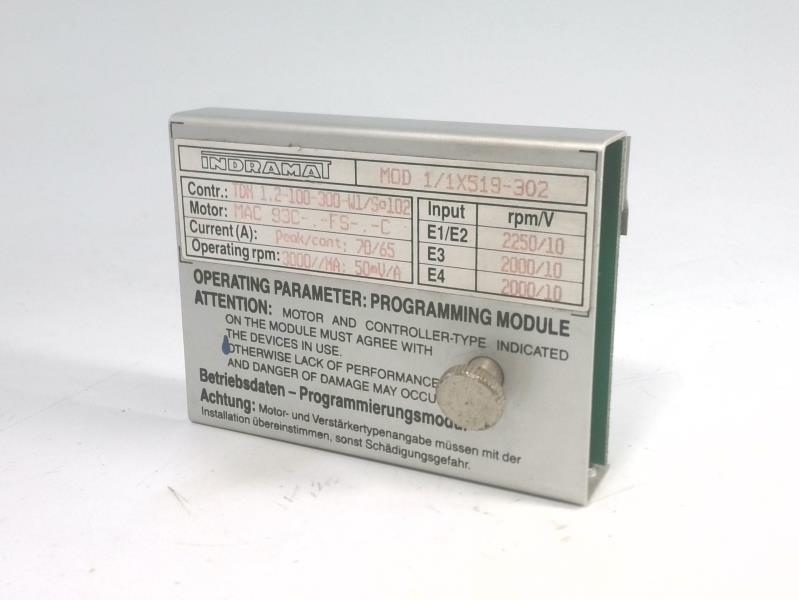 INDRAMAT
MOD 1/1X519-302
Contr.: TDM 1.2-100-300-W1/S 102
Motor: MAC 93C-.-FS-.-C
Current (A): Peak/cont: 70/65
Operating rpm: 3000//MA: 50mV/A
Input rpm/V
E1/E2 2250/10
E3 2000/10
E4 2000/10
OPERATING PARAMETER: PROGRAMMING MODULE
ATTENTION: MOTOR AND CONTROLLER-TYPE INDICATED
ON THE MODULE MUST AGREE WITH
THE DEVICES IN USE.
OTHERWISE LACK OF PERFORMANCE
AND DANGER OF DAMAGE MAY OCCU
Betriebsdaten – Programmierungsmodu
Achtung: Motor- und Verstärkertypenangabe müssen mit der
Installation übereinstimmen, sonst Schädigungsgefahr.